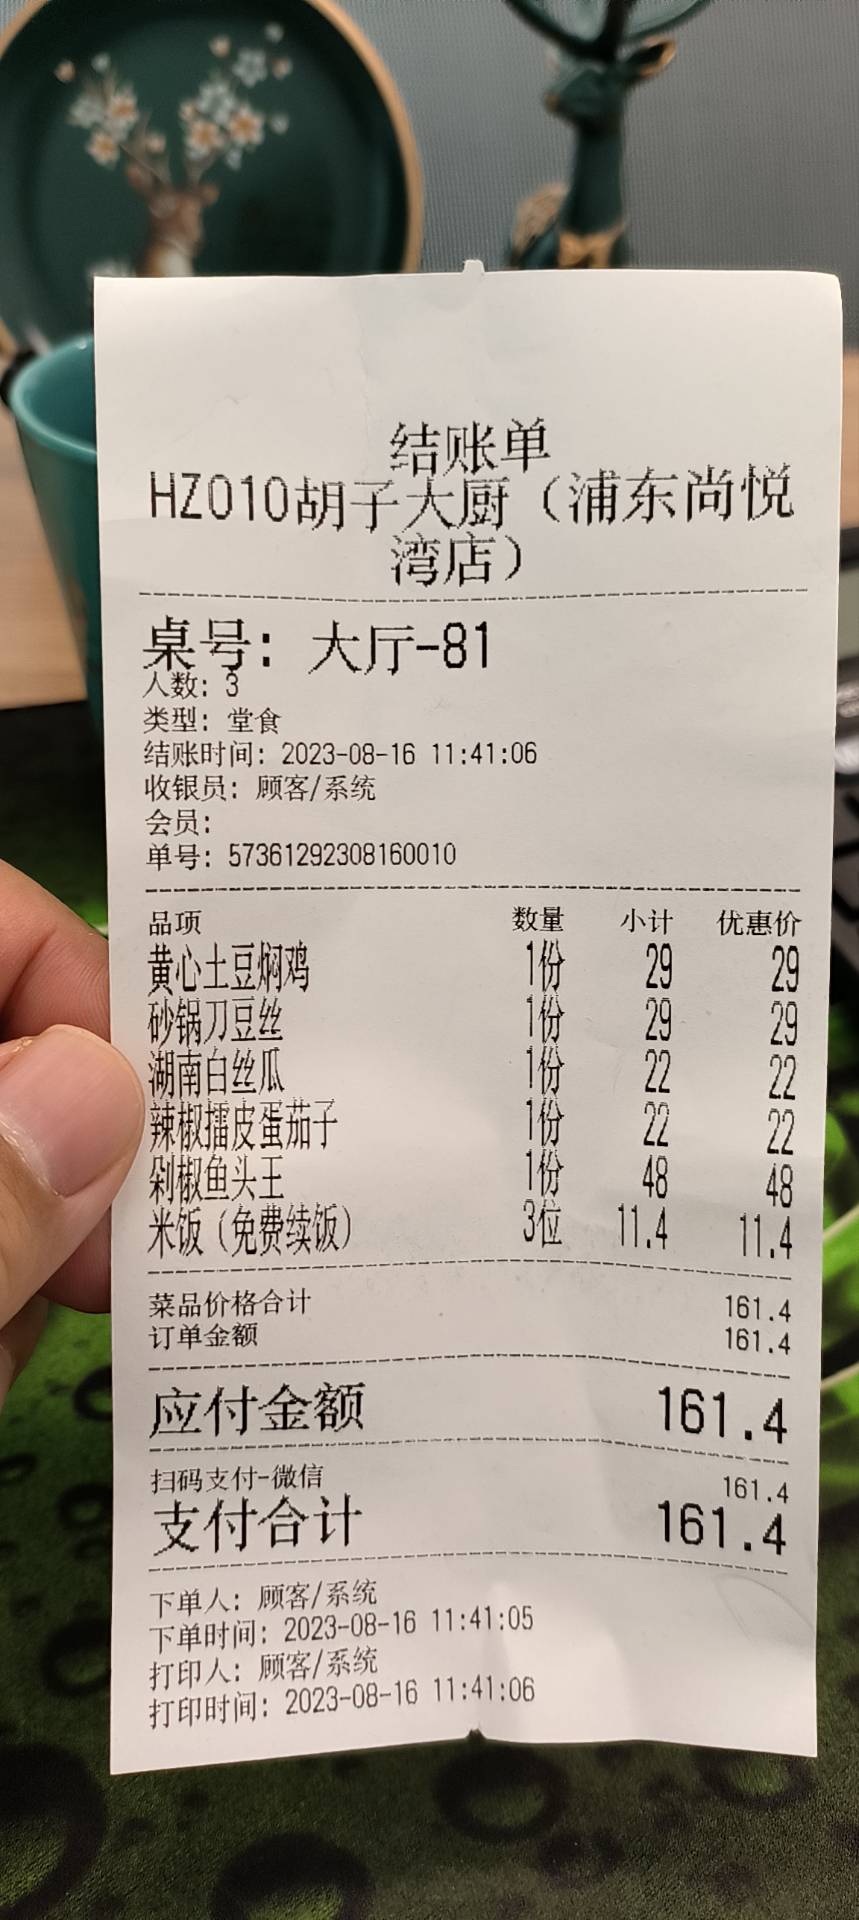 结账单
HZ010胡子大厨（浦东尚悦
湾店）
桌号: 大厅-81
人数: 3
类型: 堂食
结账时间: 2023-08-16 11:41:06
收银员: 顾客/系统
会员:
单号: 573612922308160010
品项 数量 小计 优惠价
黄心土豆焖鸡 1份 29 29
砂锅刀豆丝 1份 29 29
湖南白丝瓜 1份 22 22
辣椒擂皮蛋茄子 1份 22 22
剁椒鱼头王 1份 48 48
米饭（免费续饭） 3位 11.4 11.4
菜品价格合计 161.4
订单金额 161.4
应付金额 161.4
扫码支付-微信 161.4
支付合计 161.4
下单人: 顾客/系统
下单时间: 2023-08-16 11:41:05
打印人: 顾客/系统
打印时间: 2023-08-16 11:41:06